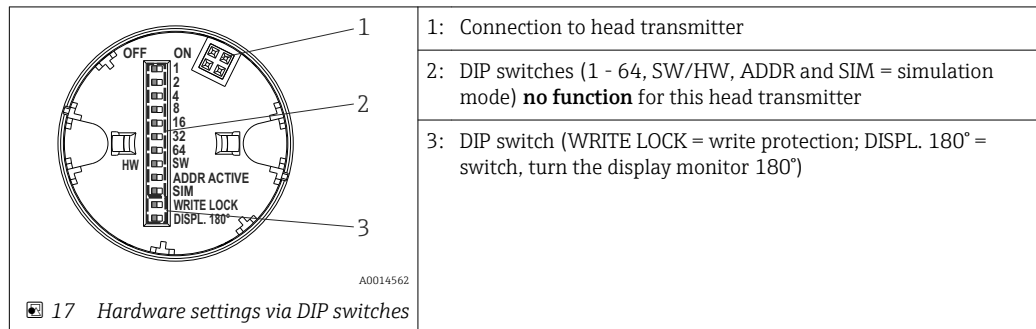 OFF ON
1
2
4
8
16
32
64
HW SW
ADDR ACTIVE
SIM
WRITE LOCK
DISPL. 180°
1
2
3
A0014562
17 Hardware settings via DIP switches
1: Connection to head transmitter
2: DIP switches (1 - 64, SW/HW, ADDR and SIM = simulation
mode) no function for this head transmitter
3: DIP switch (WRITE LOCK = write protection; DISPL. 180° =
switch, turn the display monitor 180°)